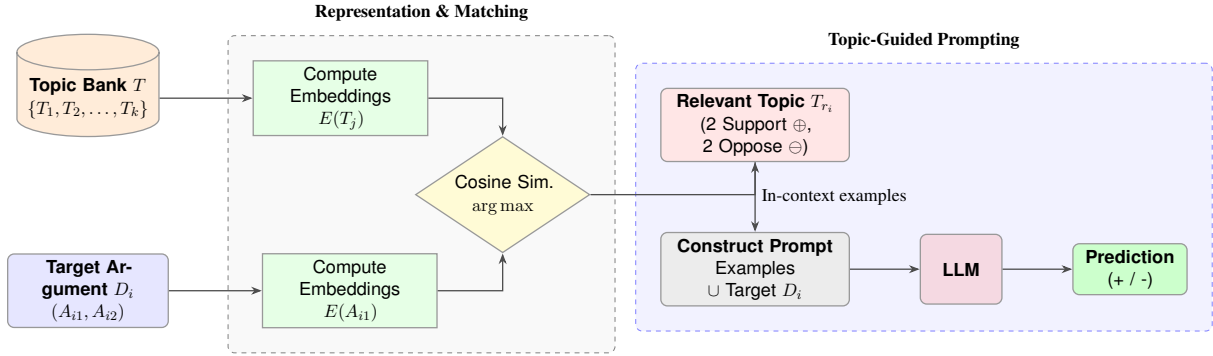 Representation & Matching
Topic-Guided Prompting
Topic Bank T
{T₁, T₂, . . . , Tₖ}
Compute
Embeddings
E(Tⱼ)
Cosine Sim.
arg max
Target Ar-
gument Dᵢ
(Aᵢ₁, Aᵢ₂)
Compute
Embeddings
E(Aᵢ₁)
Relevant Topic Tᵣᵢ
(2 Support ⊕,
2 Oppose ⊖)
In-context examples
Construct Prompt
Examples
∪ Target Dᵢ
LLM
Prediction
(+ / -)